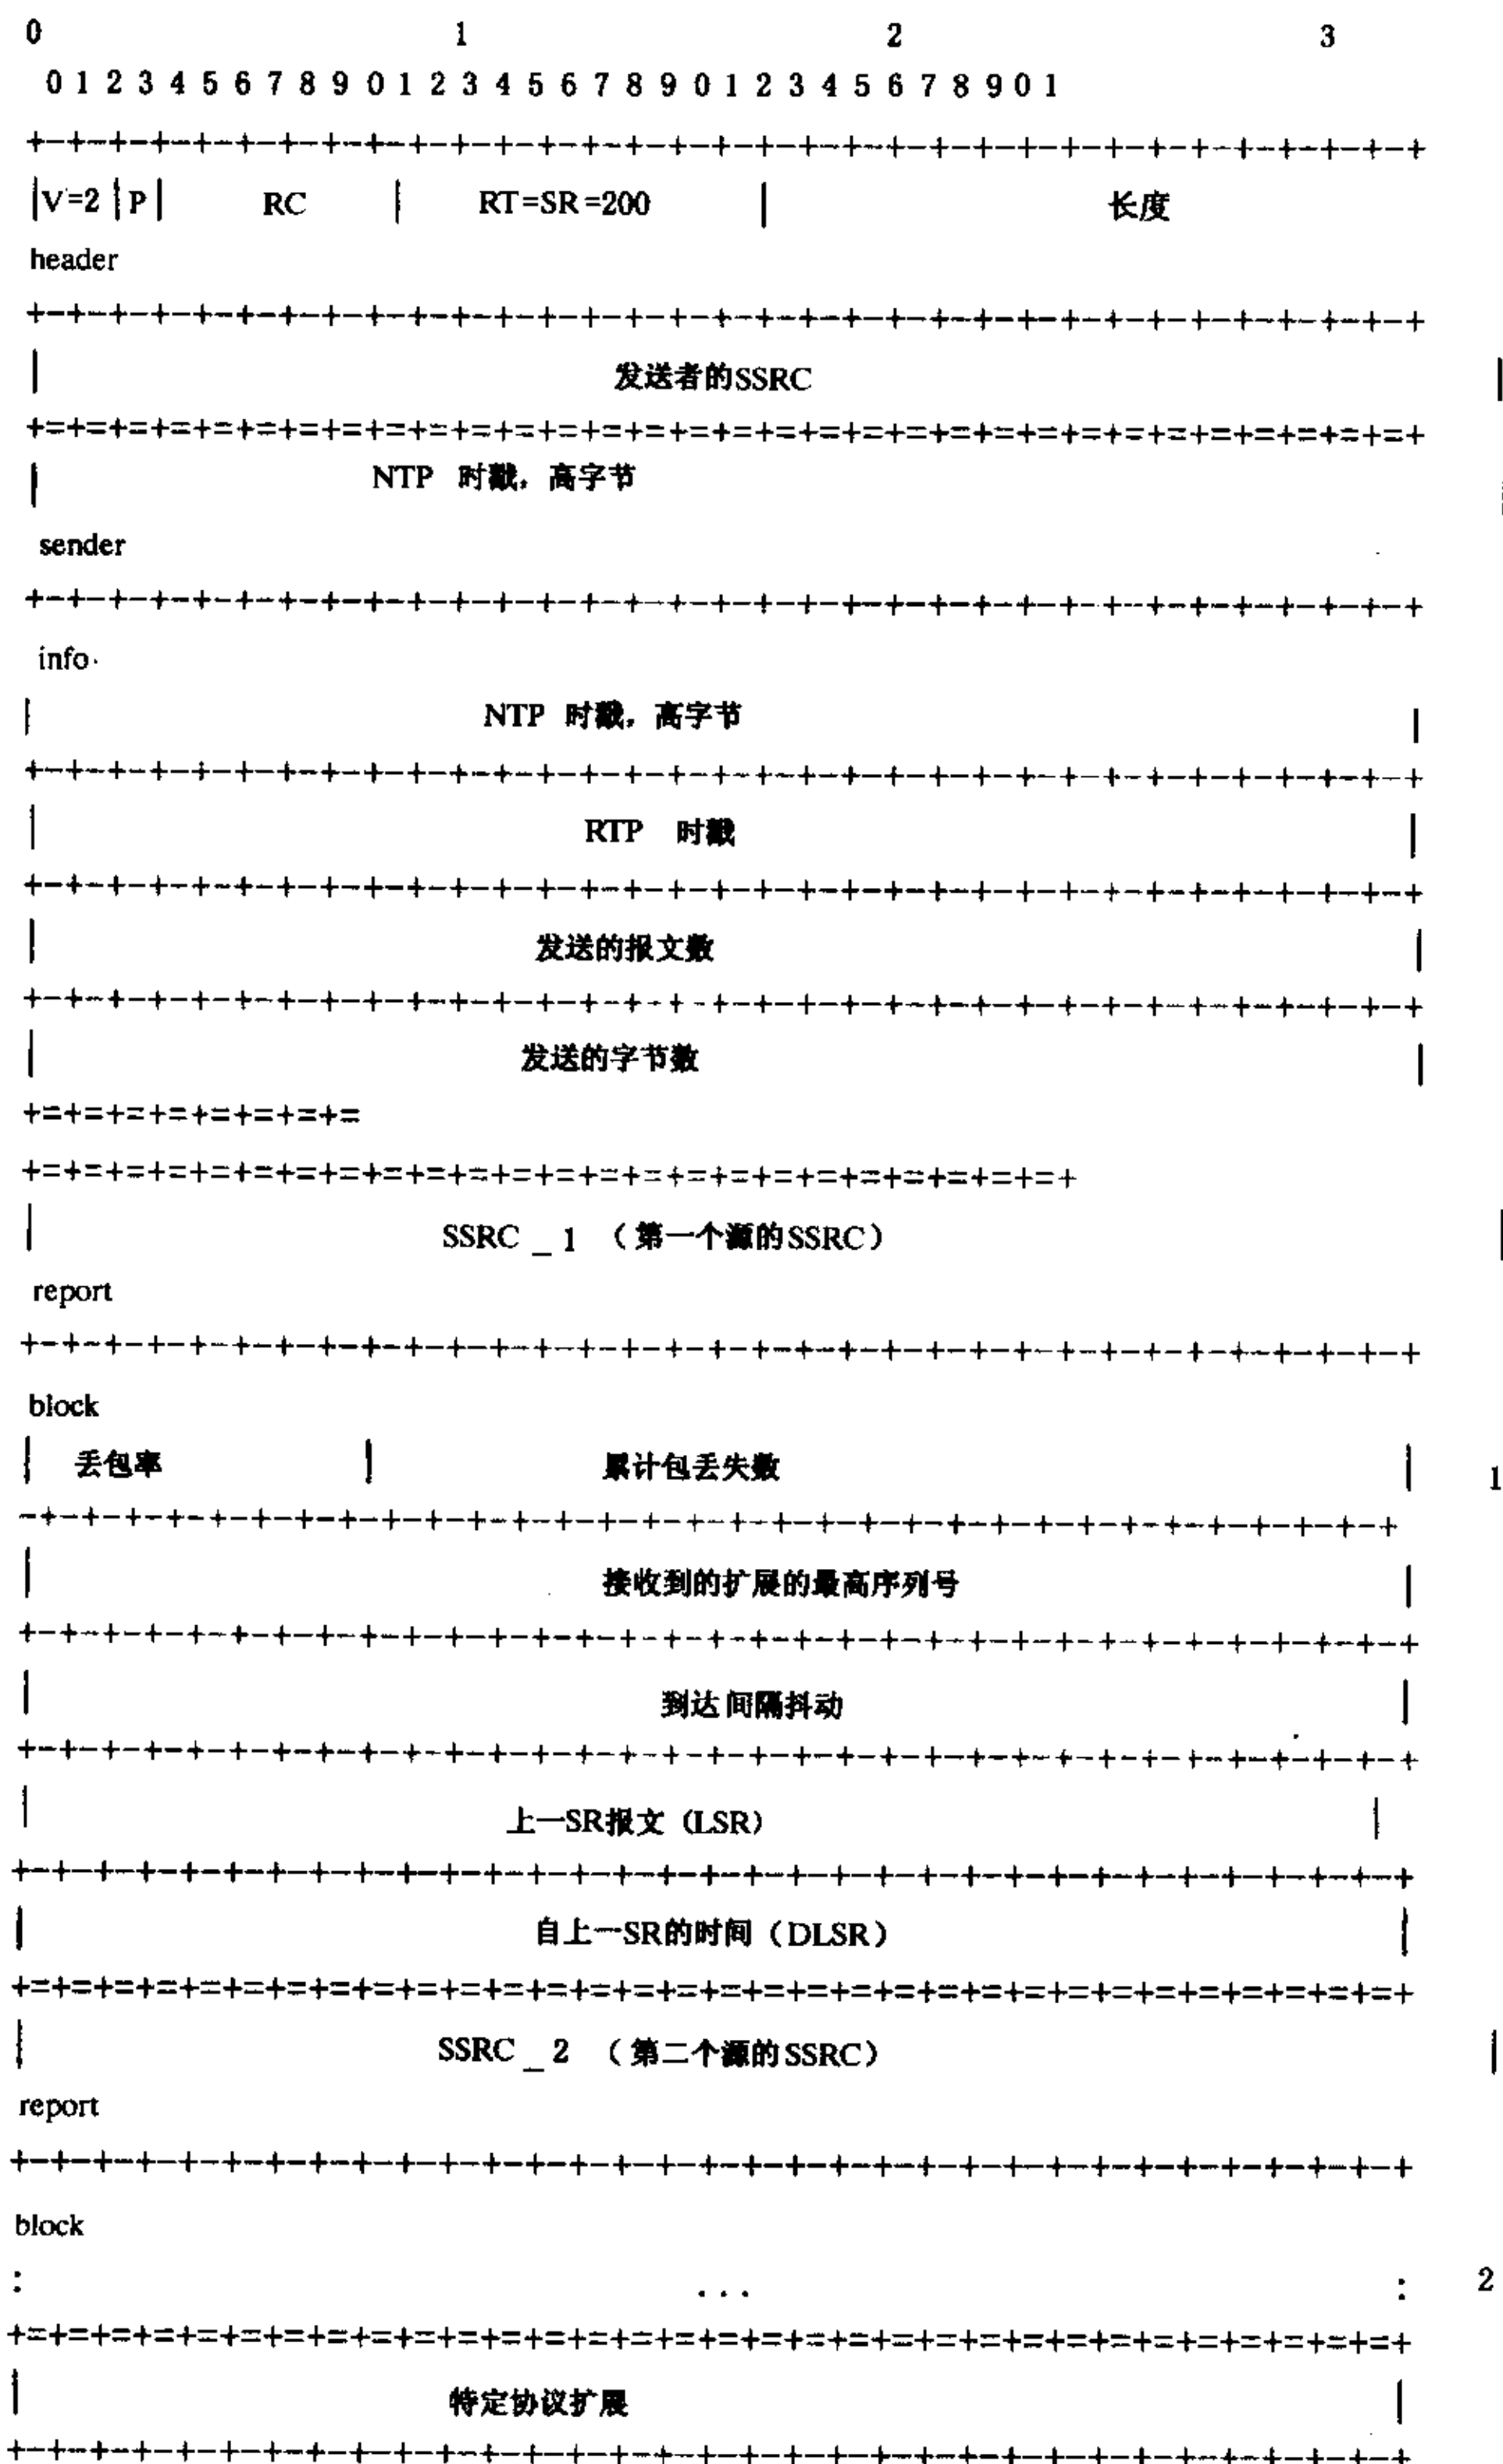 0 1 2 3
0 1 2 3 4 5 6 7 8 9 0 1 2 3 4 5 6 7 8 9 0 1 2 3 4 5 6 7 8 9 0 1
+-+-+-+-+-+-+-+-+-+-+-+-+-+-+-+-+-+-+-+-+-+-+-+-+-+-+-+-+-+-+-+-+
|V=2 |P| RC | RT=SR=200 | 长度
header
+-+-+-+-+-+-+-+-+-+-+-+-+-+-+-+-+-+-+-+-+-+-+-+-+-+-+-+-+-+-+-+-+
| 发送者的SSRC |
+=+=+=+=+=+=+=+=+=+=+=+=+=+=+=+=+=+=+=+=+=+=+=+=+=+=+=+=+=+=+=+=+
| NTP 时戳，高字节 |
sender
+-+-+-+-+-+-+-+-+-+-+-+-+-+-+-+-+-+-+-+-+-+-+-+-+-+-+-+-+-+-+-+-+
info
| NTP 时戳，高字节 |
+-+-+-+-+-+-+-+-+-+-+-+-+-+-+-+-+-+-+-+-+-+-+-+-+-+-+-+-+-+-+-+-+
| RTP 时戳 |
+-+-+-+-+-+-+-+-+-+-+-+-+-+-+-+-+-+-+-+-+-+-+-+-+-+-+-+-+-+-+-+-+
| 发送的报文数 |
+-+-+-+-+-+-+-+-+-+-+-+-+-+-+-+-+-+-+-+-+-+-+-+-+-+-+-+-+-+-+-+-+
| 发送的字节数 |
+=+=+=+=+=+=+=+=
+=+=+=+=+=+=+=+=+=+=+=+=+=+=+=+=+=+=+=+=+=+=+=+=+
| SSRC _ 1 （第一个源的SSRC） |
report
+-+-+-+-+-+-+-+-+-+-+-+-+-+-+-+-+-+-+-+-+-+-+-+-+-+-+-+-+-+-+-+-+
block
| 丢包率 | 累计包丢失数 | 1
-+-+-+-+-+-+-+-+-+-+-+-+-+-+-+-+-+-+-+-+-+-+-+-+-+-+-+-+-+-+-+-+
| 接收到的扩展的最高序列号 |
+-+-+-+-+-+-+-+-+-+-+-+-+-+-+-+-+-+-+-+-+-+-+-+-+-+-+-+-+-+-+-+-+
| 到达间隔抖动 |
+-+-+-+-+-+-+-+-+-+-+-+-+-+-+-+-+-+-+-+-+-+-+-+-+-+-+-+-+-+-+-+-+
| 上一SR报文（LSR） |
+-+-+-+-+-+-+-+-+-+-+-+-+-+-+-+-+-+-+-+-+-+-+-+-+-+-+-+-+-+-+-+-+
| 自上一SR的时间（DLSR） |
+=+=+=+=+=+=+=+=+=+=+=+=+=+=+=+=+=+=+=+=+=+=+=+=+=+=+=+=+=+=+=+=+
| SSRC _ 2 （第二个源的SSRC） |
report
+-+-+-+-+-+-+-+-+-+-+-+-+-+-+-+-+-+-+-+-+-+-+-+-+-+-+-+-+-+-+-+-+
block
: ... : 2
+=+=+=+=+=+=+=+=+=+=+=+=+=+=+=+=+=+=+=+=+=+=+=+=+=+=+=+=+=+=+=+=+
| 特定协议扩展 |
+-+-+-+-+-+-+-+-+-+-+-+-+-+-+-+-+-+-+-+-+-+-+-+-+-+-+-+-+-+-+-+-+